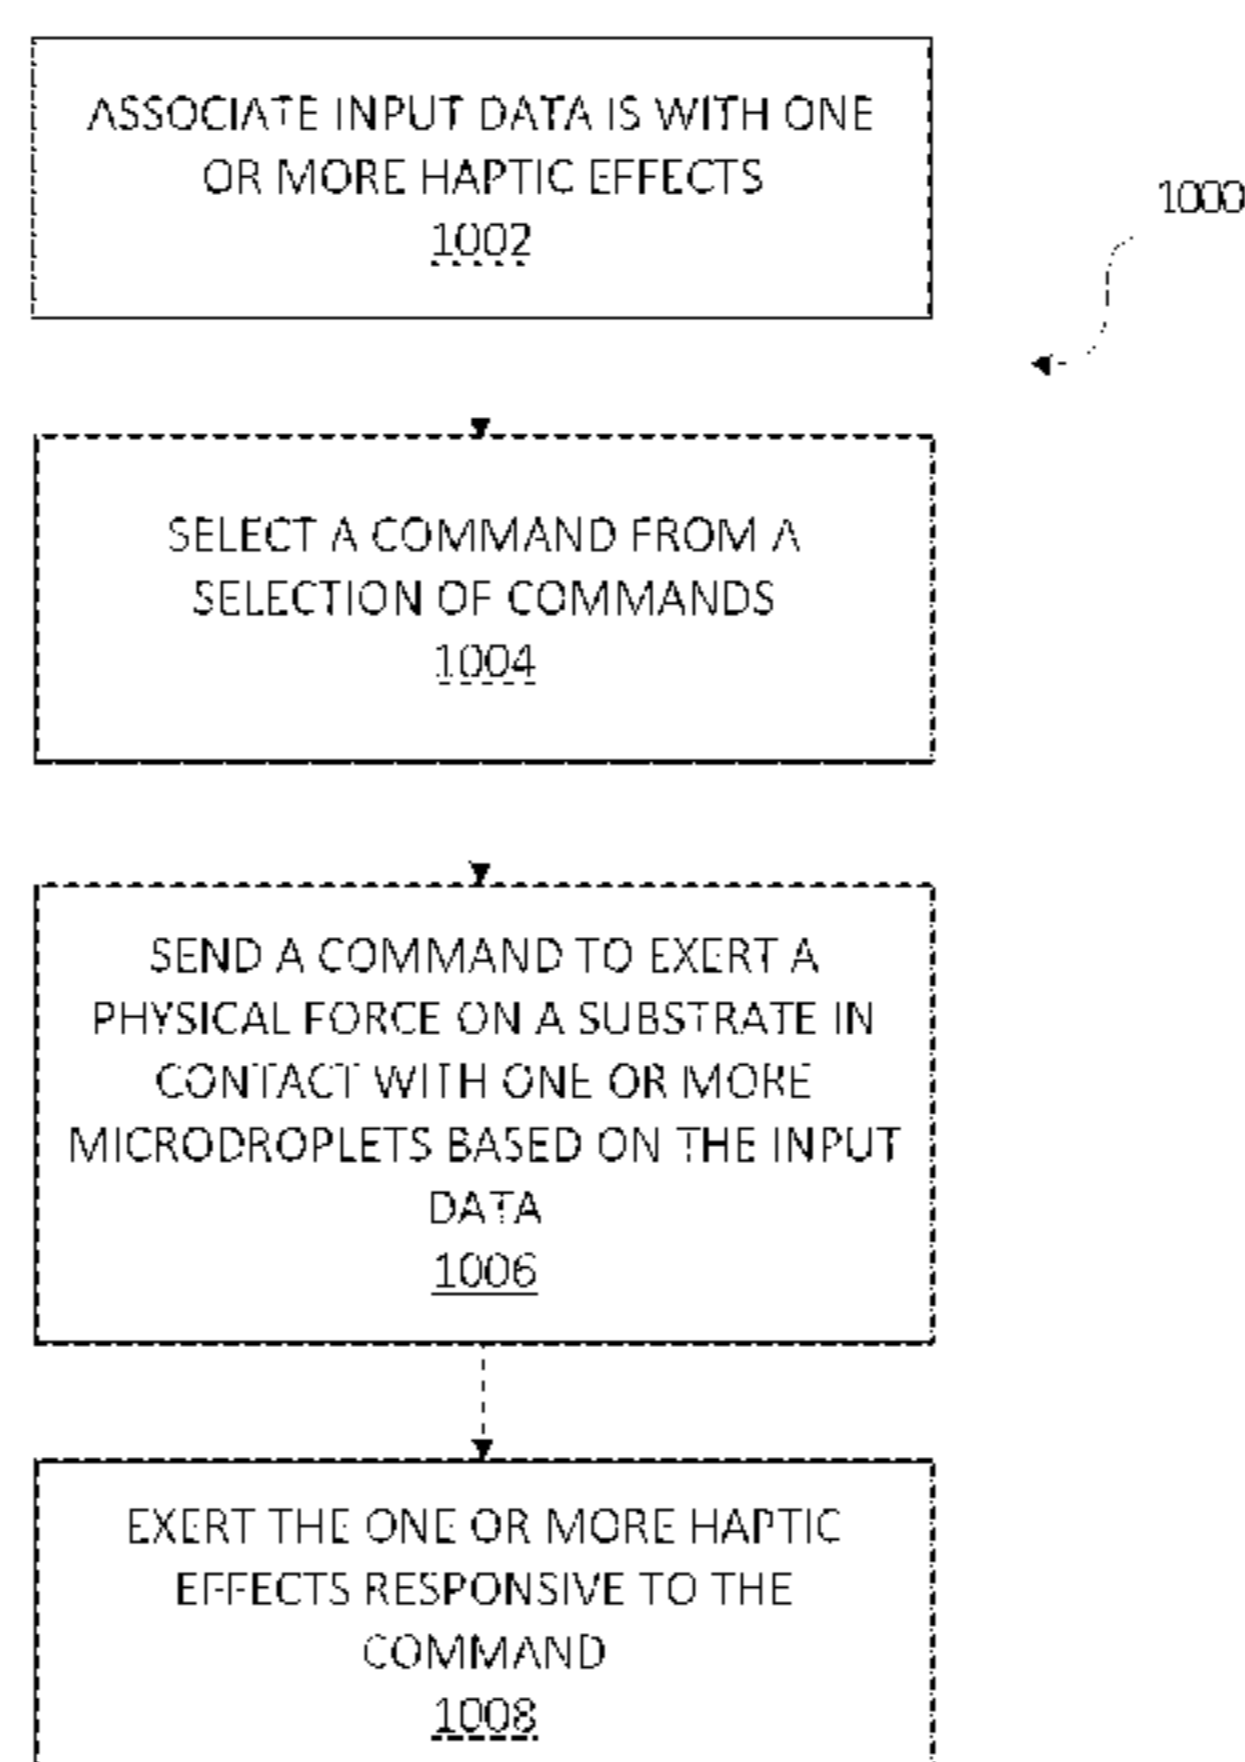 ASSOCIATE INPUT DATA IS WITH ONE
OR MORE HAPTIC EFFECTS
1002
1000
SELECT A COMMAND FROM A
SELECTION OF COMMANDS
1004
SEND A COMMAND TO EXERT A
PHYSICAL FORCE ON A SUBSTRATE IN
CONTACT WITH ONE OR MORE
MICRODROPLETS BASED ON THE INPUT
DATA
1006
EXERT THE ONE OR MORE HAPTIC
EFFECTS RESPONSIVE TO THE
COMMAND
1008